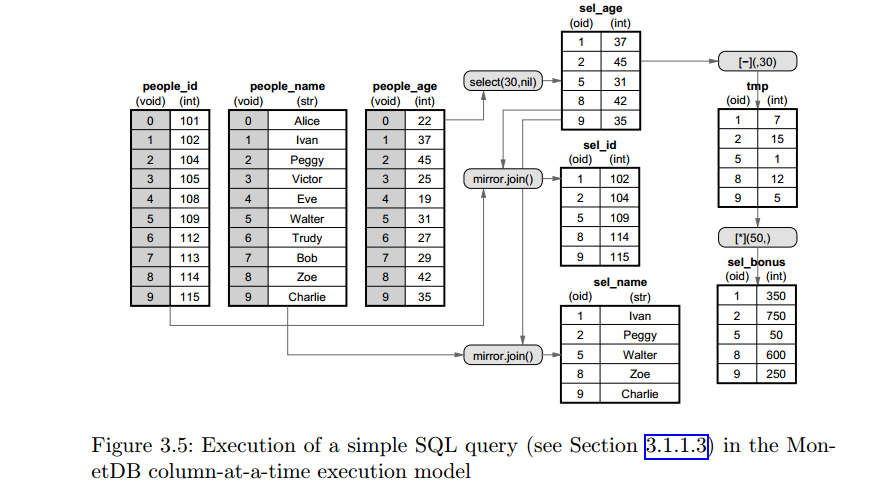 sel_age
(oid) (int)
1 37
2 45
5 31
8 42
9 35
select(30,nil)
[−](,30)
people_id
(void) (int)
0 101
1 102
2 104
3 105
4 108
5 109
6 112
7 113
8 114
9 115
people_name
(void) (str)
0 Alice
1 Ivan
2 Peggy
3 Victor
4 Eve
5 Walter
6 Trudy
7 Bob
8 Zoe
9 Charlie
people_age
(void) (int)
0 22
1 37
2 45
3 25
4 19
5 31
6 27
7 29
8 42
9 35
tmp
(oid) (int)
1 7
2 15
5 1
8 12
9 5
mirror.join()
sel_id
(oid) (int)
1 102
2 104
5 109
8 114
9 115
[*](50,)
sel_bonus
(oid) (int)
1 350
2 750
5 50
8 600
9 250
mirror.join()
sel_name
(oid) (str)
1 Ivan
2 Peggy
5 Walter
8 Zoe
9 Charlie
Figure 3.5: Execution of a simple SQL query (see Section 3.1.1.3) in the Mon-
etDB column-at-a-time execution model